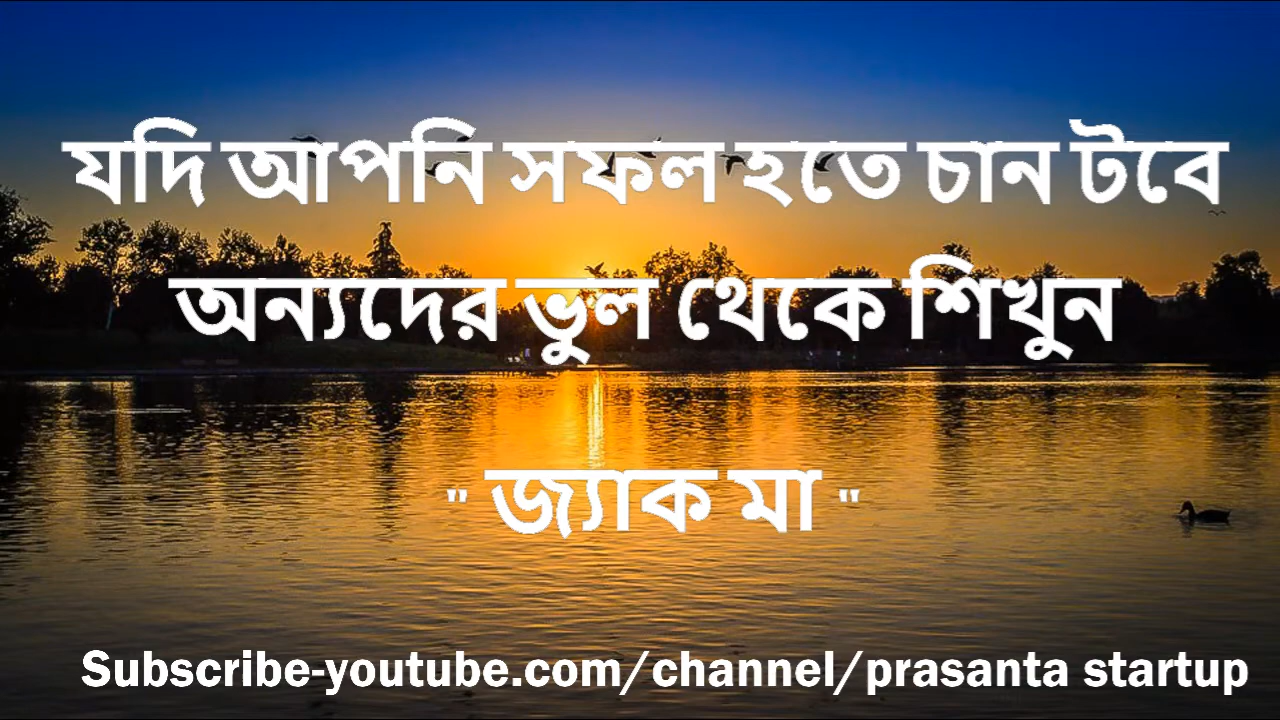 যদি আপনি সফল হতে চান টবে
অন্যদের ভুল থেকে শিখুন
" জ্যাক মা "
Subscribe-youtube.com/channel/prasanta startup